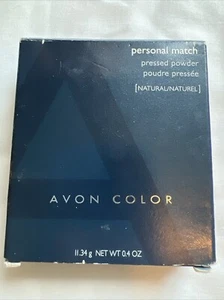 personal match
pressed powder
poudre pressée
[NATURAL/NATUREL]
AVON COLOR
11.34 g NET WT 0.4 OZ